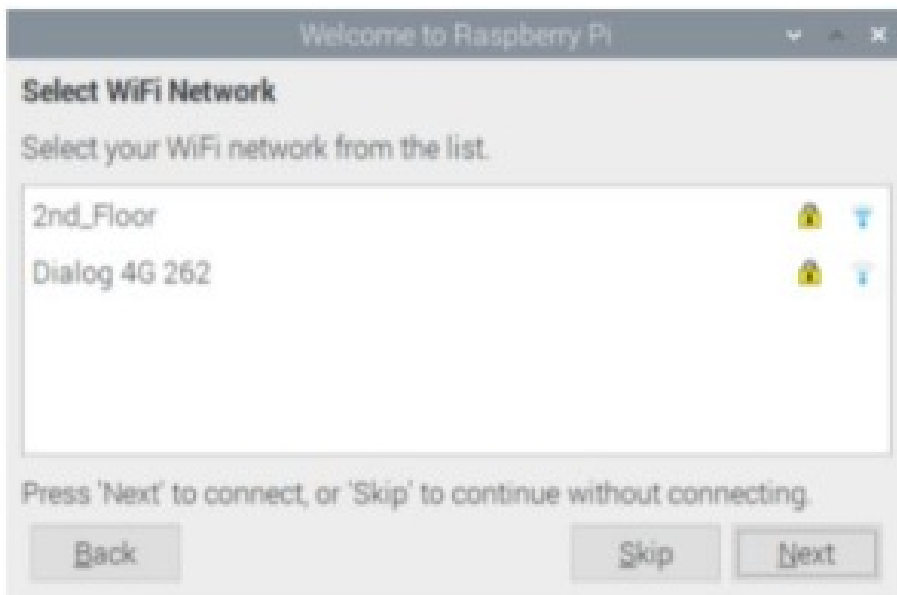 Welcome to Raspberry Pi
Select WiFi Network
Select your WiFi network from the list.
2nd_Floor
Dialog 4G 262
Press 'Next' to connect, or 'Skip' to continue without connecting.
Back Skip Next